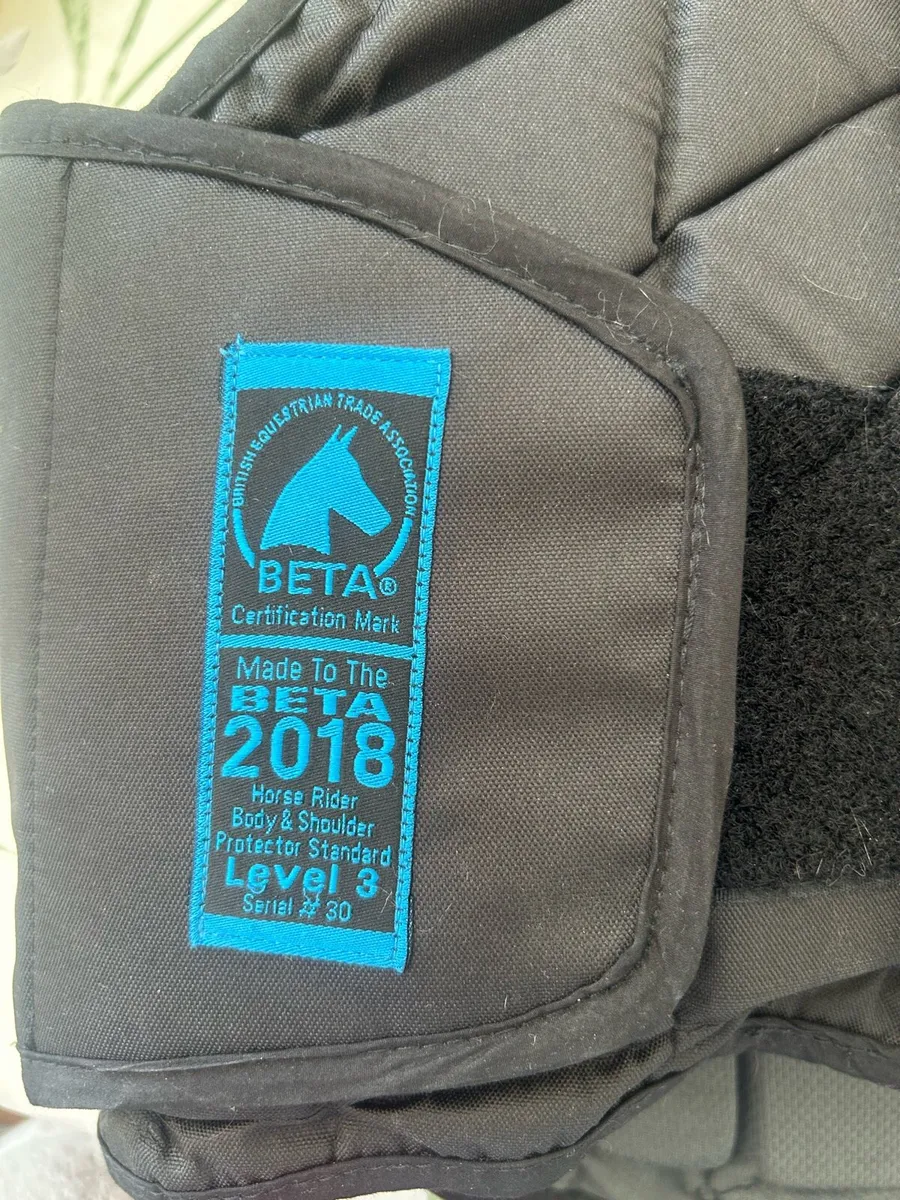 BRITISH EQUESTRIAN TRADE ASSOCIATION
BETA®
Certification Mark
Made To The
BETA
2018
Horse Rider
Body & Shoulder
Protector Standard
Level 3
Serial # 30